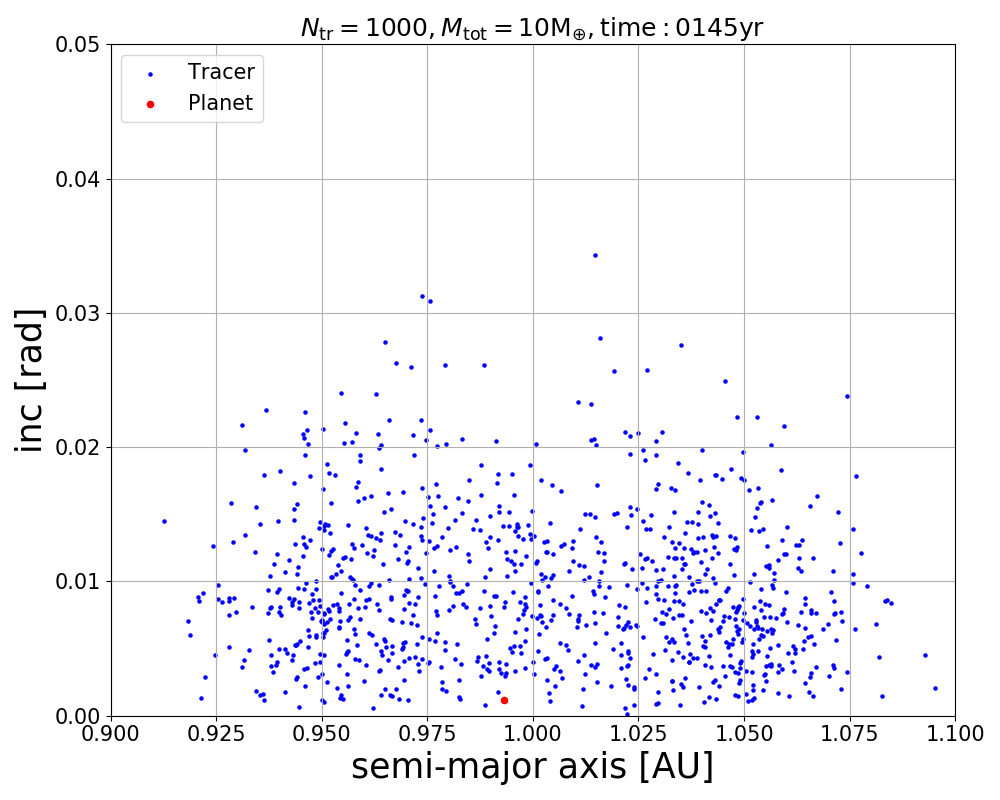 N_tr = 1000, M_tot = 10M_⊕, time : 0145yr
Tracer
Planet
inc [rad]
0.05
0.04
0.03
0.02
0.01
0.00
0.900 0.925 0.950 0.975 1.000 1.025 1.050 1.075 1.100
semi-major axis [AU]